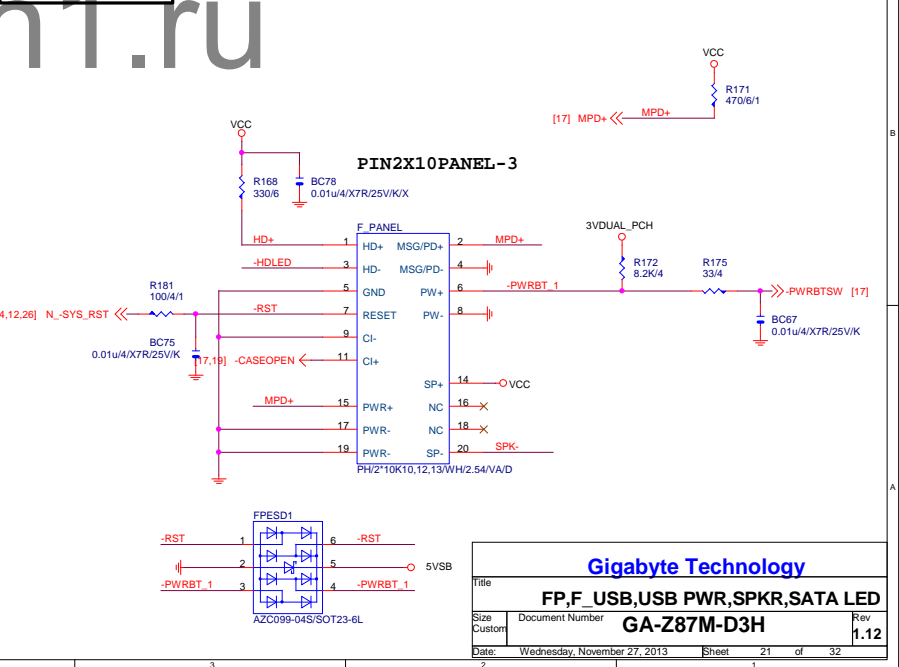 n1.ru
VCC
R171
470/6/1
[17] MPD+
MPD+
VCC
PIN2X10PANEL-3
R168
330/6
BC78
0.01u/4/X7R/25V/K/X
F_PANEL
HD+
1
HD+
MSG/PD+
2
MPD+
-HDLED
3
HD-
MSG/PD-
4
5
GND
PW+
6
-PWRBT_1
-RST
7
RESET
PW-
8
9
CI-
[17,19] -CASEOPEN
11
CI+
SP+
14
VCC
MPD+
15
PWR+
NC
16
17
PWR-
NC
18
19
PWR-
SP-
20
SPK-
PH/2*10K10,12,13/WH/2.54/VA/D
3VDUAL_PCH
R172
8.2K/4
R175
33/4
-PWRBTSW [17]
BC67
0.01u/4/X7R/25V/K
R181
100/4/1
4,12,26] N_-SYS_RST
BC75
0.01u/4/X7R/25V/K
FPESD1
-RST
1
6
-RST
2
5
5VSB
-PWRBT_1
3
4
-PWRBT_1
AZC099-04S/SOT23-6L
B
A
Gigabyte Technology
Title
FP,F_USB,USB PWR,SPKR,SATA LED
Size
Custom
Document Number
GA-Z87M-D3H
Rev
1.12
Date: Wednesday, November 27, 2013
Sheet 21 of 32
3
2
1